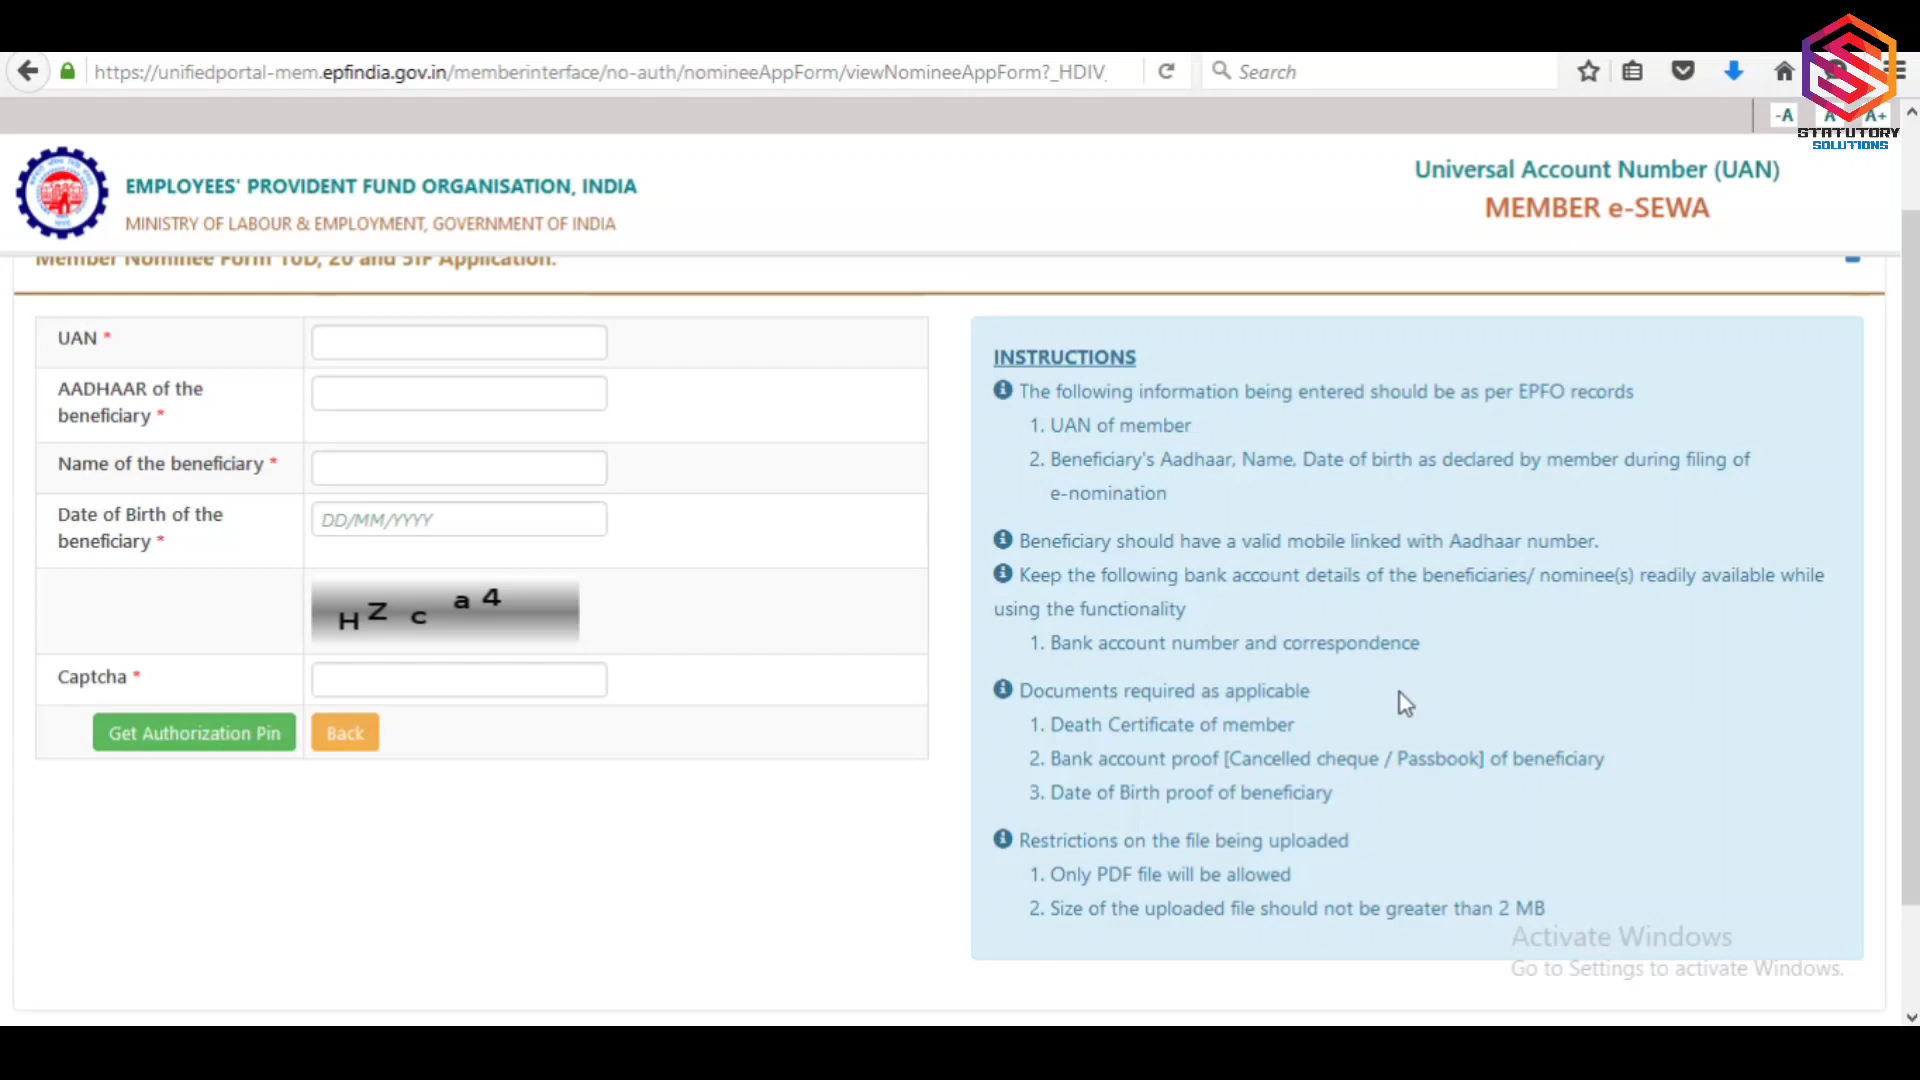 https://unifiedportal-mem.epfindia.gov.in/memberinterface/no-auth/nomineeAppForm/viewNomineeAppForm?_HDIV_
Search
-A A A+
STATUTORY
SOLUTIONS
EMPLOYEES' PROVIDENT FUND ORGANISATION, INDIA
MINISTRY OF LABOUR & EMPLOYMENT, GOVERNMENT OF INDIA
Universal Account Number (UAN)
MEMBER e-SEWA
Member Nominee Form 10D, 20 and 51F Application.
UAN *
AADHAAR of the
beneficiary *
Name of the beneficiary *
Date of Birth of the
beneficiary *
DD/MM/YYYY
H Z c a 4
Captcha *
Get Authorization Pin
Back
INSTRUCTIONS
The following information being entered should be as per EPFO records
1. UAN of member
2. Beneficiary's Aadhaar, Name, Date of birth as declared by member during filing of
e-nomination
Beneficiary should have a valid mobile linked with Aadhaar number.
Keep the following bank account details of the beneficiaries/ nominee(s) readily available while
using the functionality
1. Bank account number and correspondence
Documents required as applicable
1. Death Certificate of member
2. Bank account proof [Cancelled cheque / Passbook] of beneficiary
3. Date of Birth proof of beneficiary
Restrictions on the file being uploaded
1. Only PDF file will be allowed
2. Size of the uploaded file should not be greater than 2 MB
Activate Windows
Go to Settings to activate Windows.